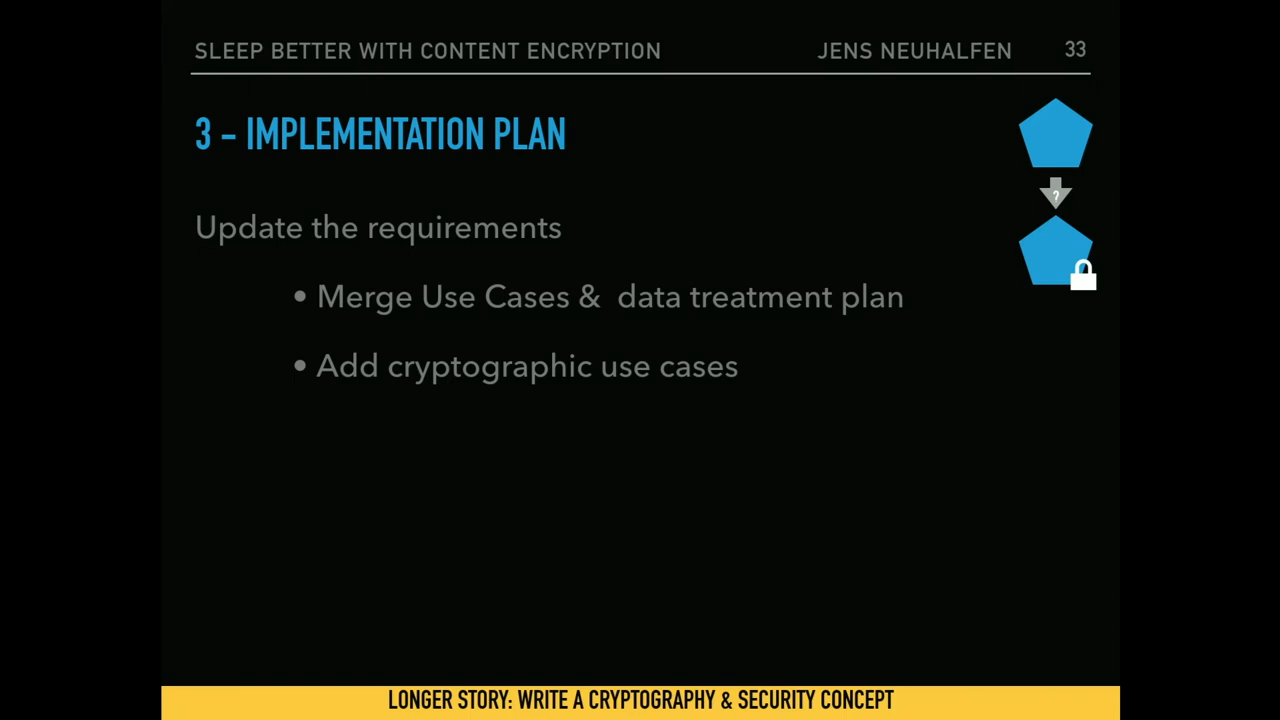 SLEEP BETTER WITH CONTENT ENCRYPTION JENS NEUHALFEN 33
3 – IMPLEMENTATION PLAN
?
Update the requirements
• Merge Use Cases & data treatment plan
• Add cryptographic use cases
LONGER STORY: WRITE A CRYPTOGRAPHY & SECURITY CONCEPT